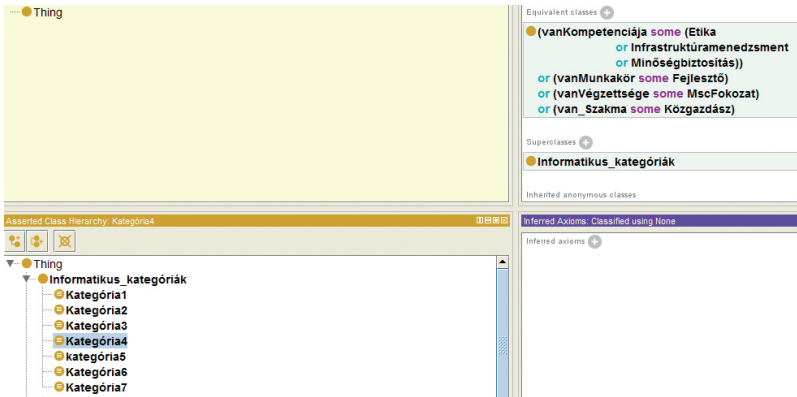 Thing
Equivalent classes
(vanKompetenciája some (Etika
or Infrastruktúramenedzsment
or Minőségbiztosítás))
or (vanMunkakör some Fejlesztő)
or (vanVégzettsége some MscFokozat)
or (van_Szakma some Közgazdász)
Superclasses
Informatikus_kategóriák
Inherited anonymous classes
Asserted Class Hierarchy: Kategória4
Thing
Informatikus_kategóriák
Kategória1
Kategória2
Kategória3
Kategória4
kategória5
Kategória6
Kategória7
Inferred Axioms: Classified using None
Inferred axioms